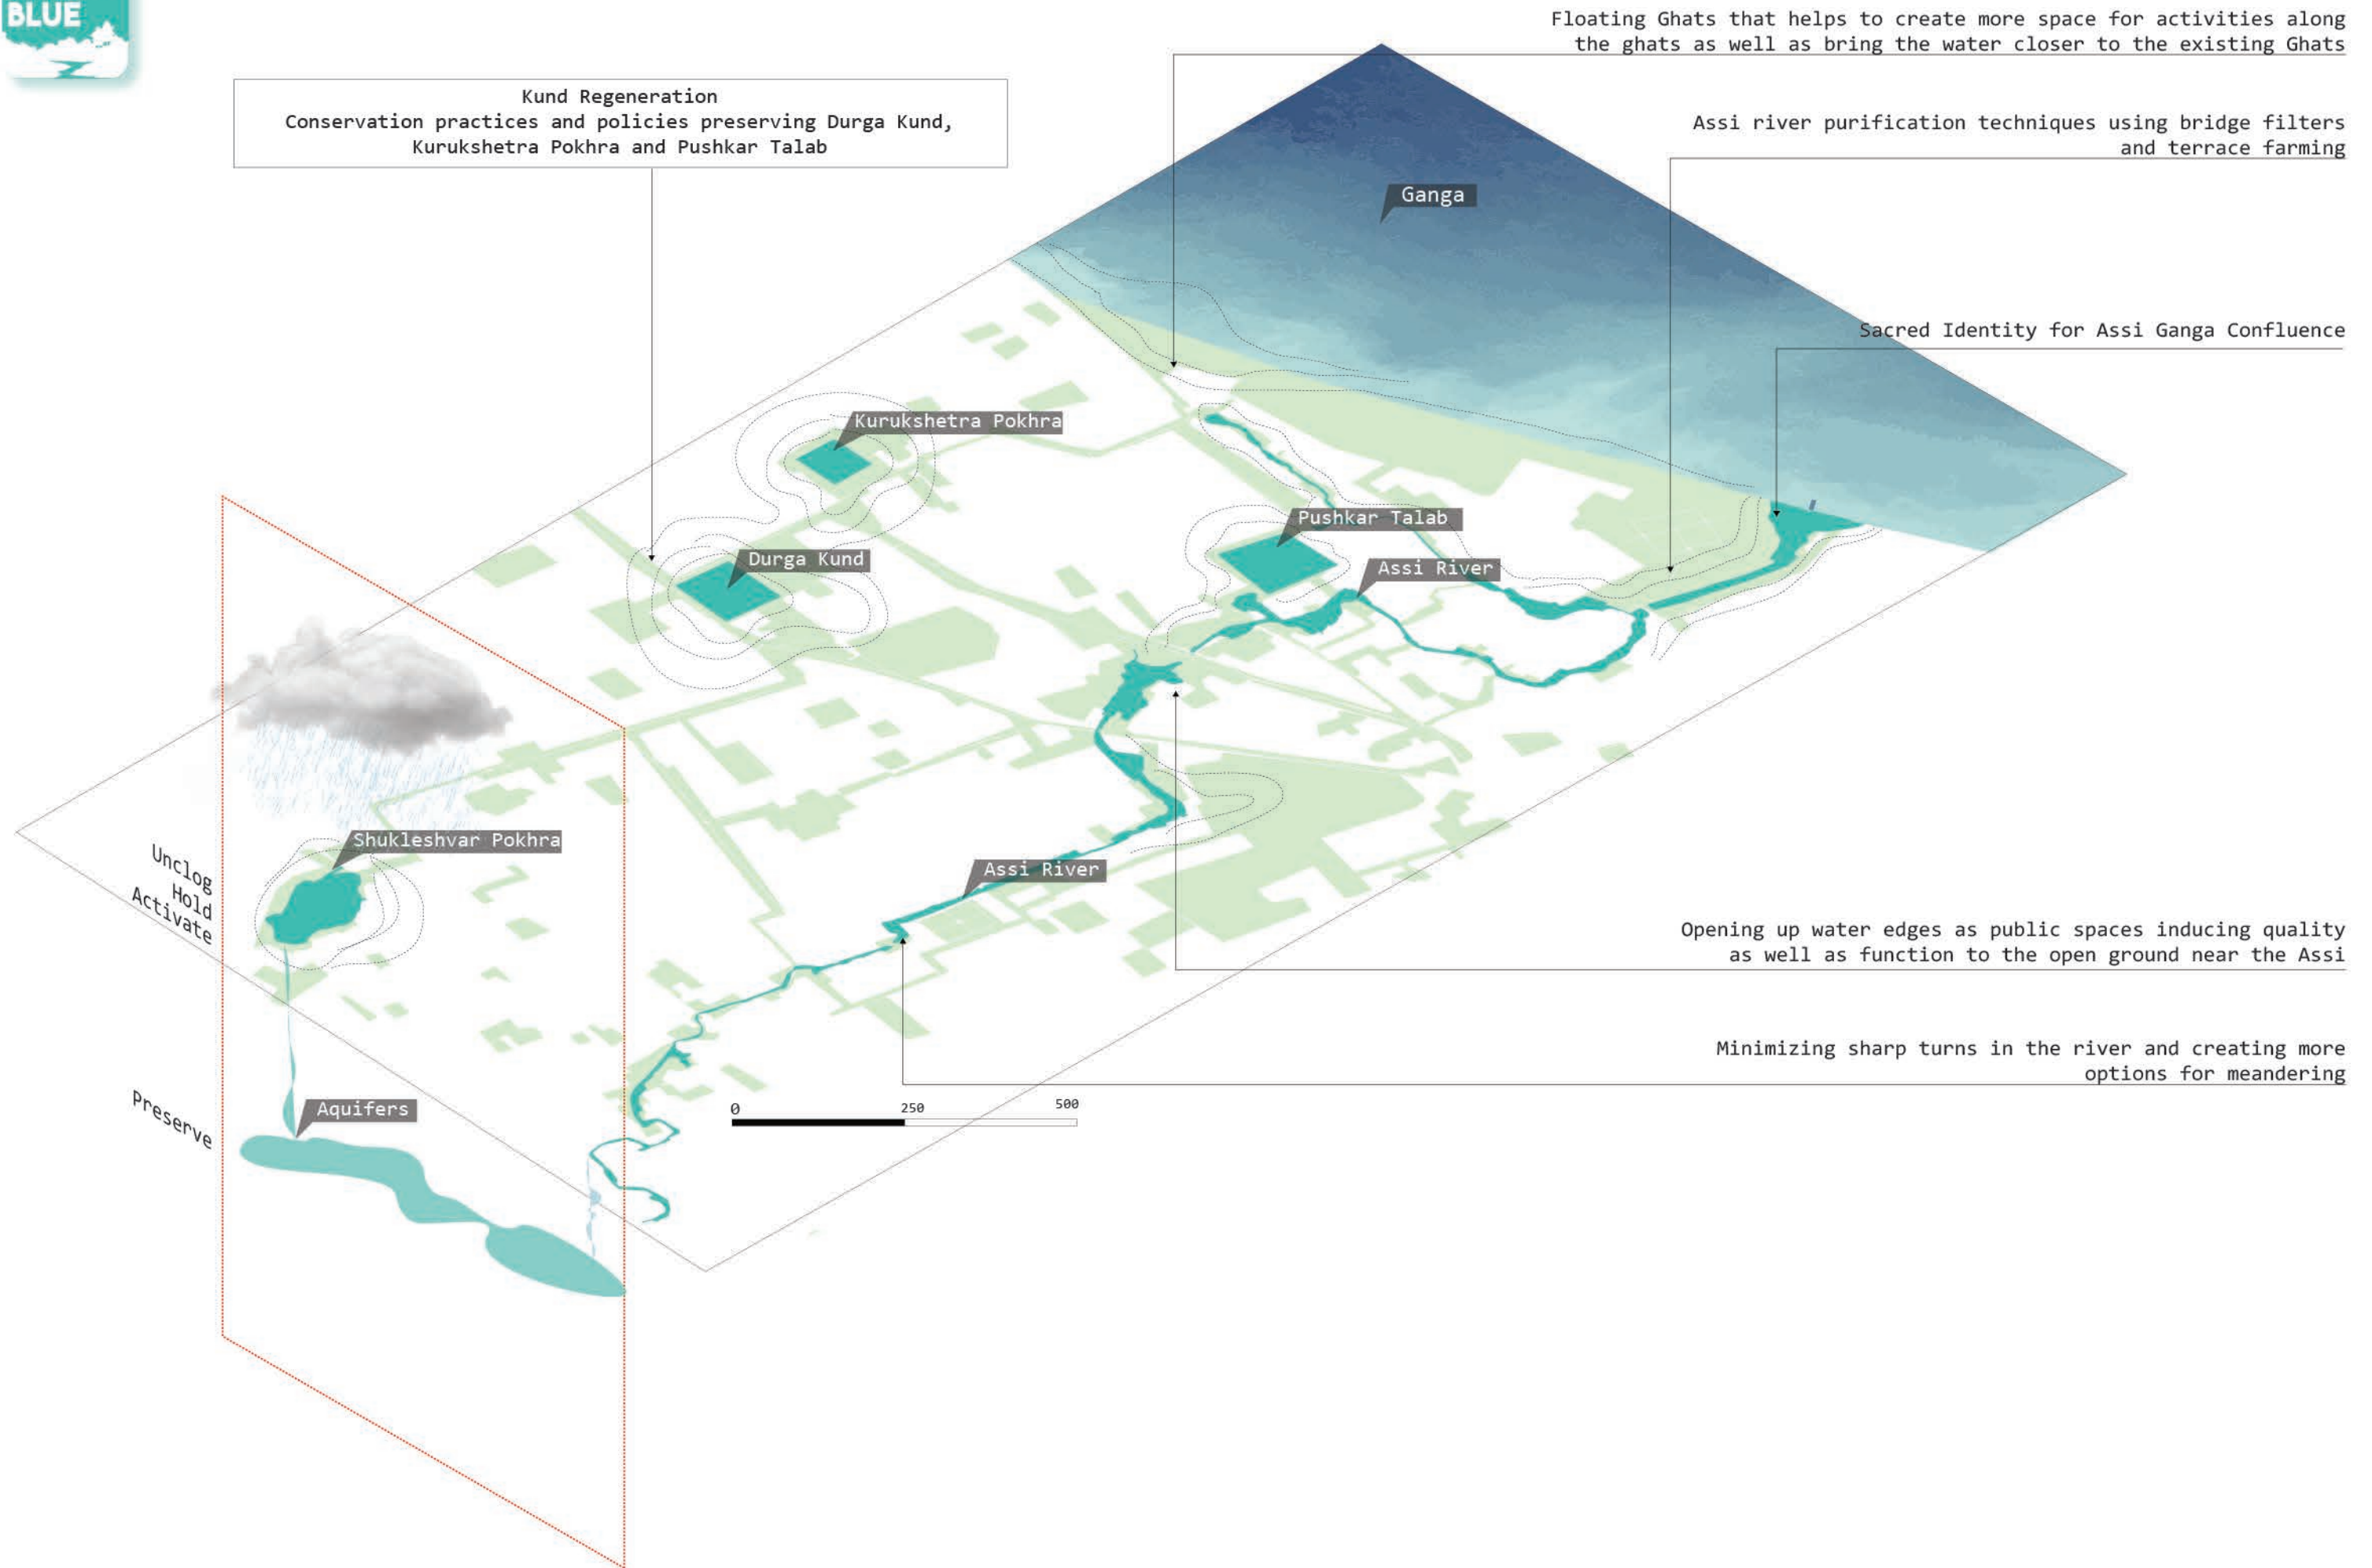 BLUE
Floating Ghats that helps to create more space for activities along
the ghats as well as bring the water closer to the existing Ghats
Kund Regeneration
Conservation practices and policies preserving Durga Kund,
Kurukshetra Pokhra and Pushkar Talab
Assi river purification techniques using bridge filters
and terrace farming
Ganga
Sacred Identity for Assi Ganga Confluence
Kurukshetra Pokhra
Pushkar Talab
Durga Kund
Assi River
Shukleshvar Pokhra
Unclog
Hold
Activate
Assi River
Opening up water edges as public spaces inducing quality
as well as function to the open ground near the Assi
Minimizing sharp turns in the river and creating more
options for meandering
Preserve
Aquifers
0 250 500